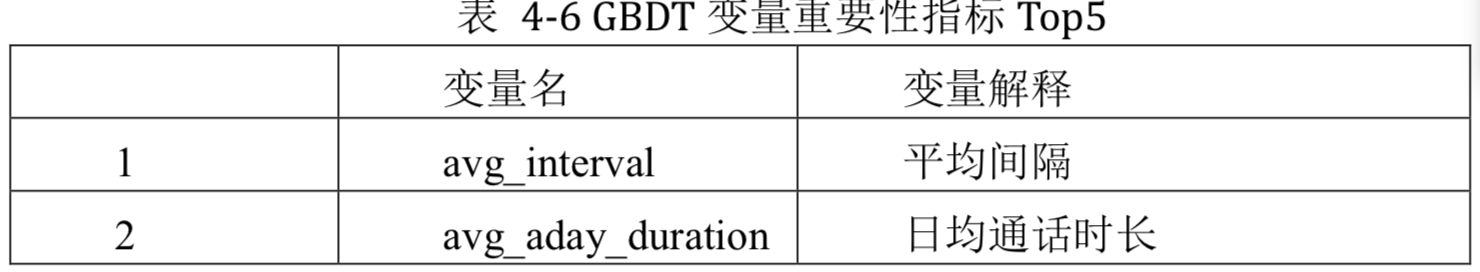 表 4-6 GBDT 变量重要性指标 Top5
变量名 变量解释
1 avg_interval 平均间隔
2 avg_aday_duration 日均通话时长